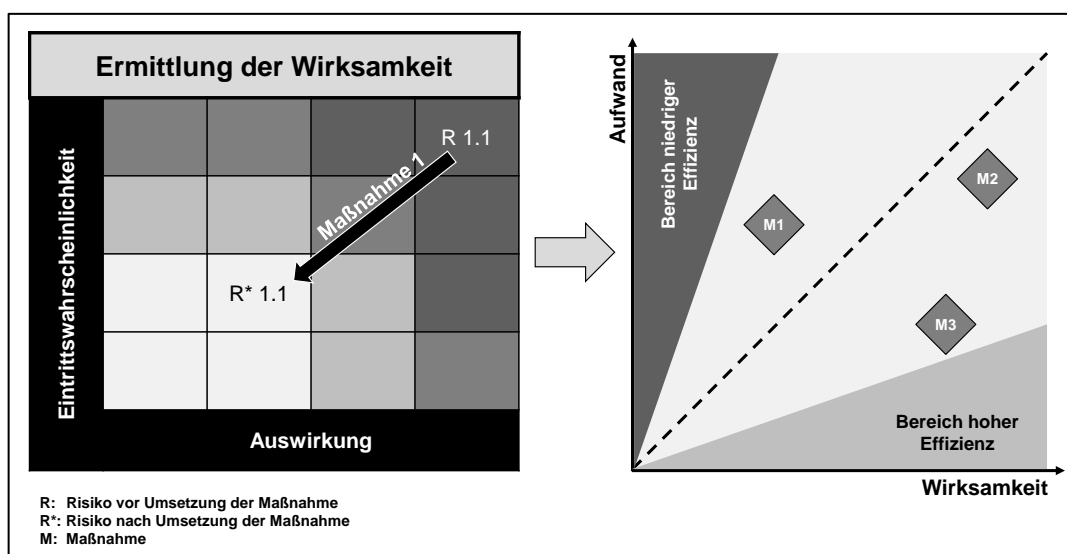 Ermittlung der Wirksamkeit
Eintrittswahrscheinlichkeit
R 1.1
Maßnahme 1
R* 1.1
Auswirkung
R: Risiko vor Umsetzung der Maßnahme
R*: Risiko nach Umsetzung der Maßnahme
M: Maßnahme
Aufwand
Bereich niedriger
Effizienz
M1
M2
M3
Bereich hoher
Effizienz
Wirksamkeit